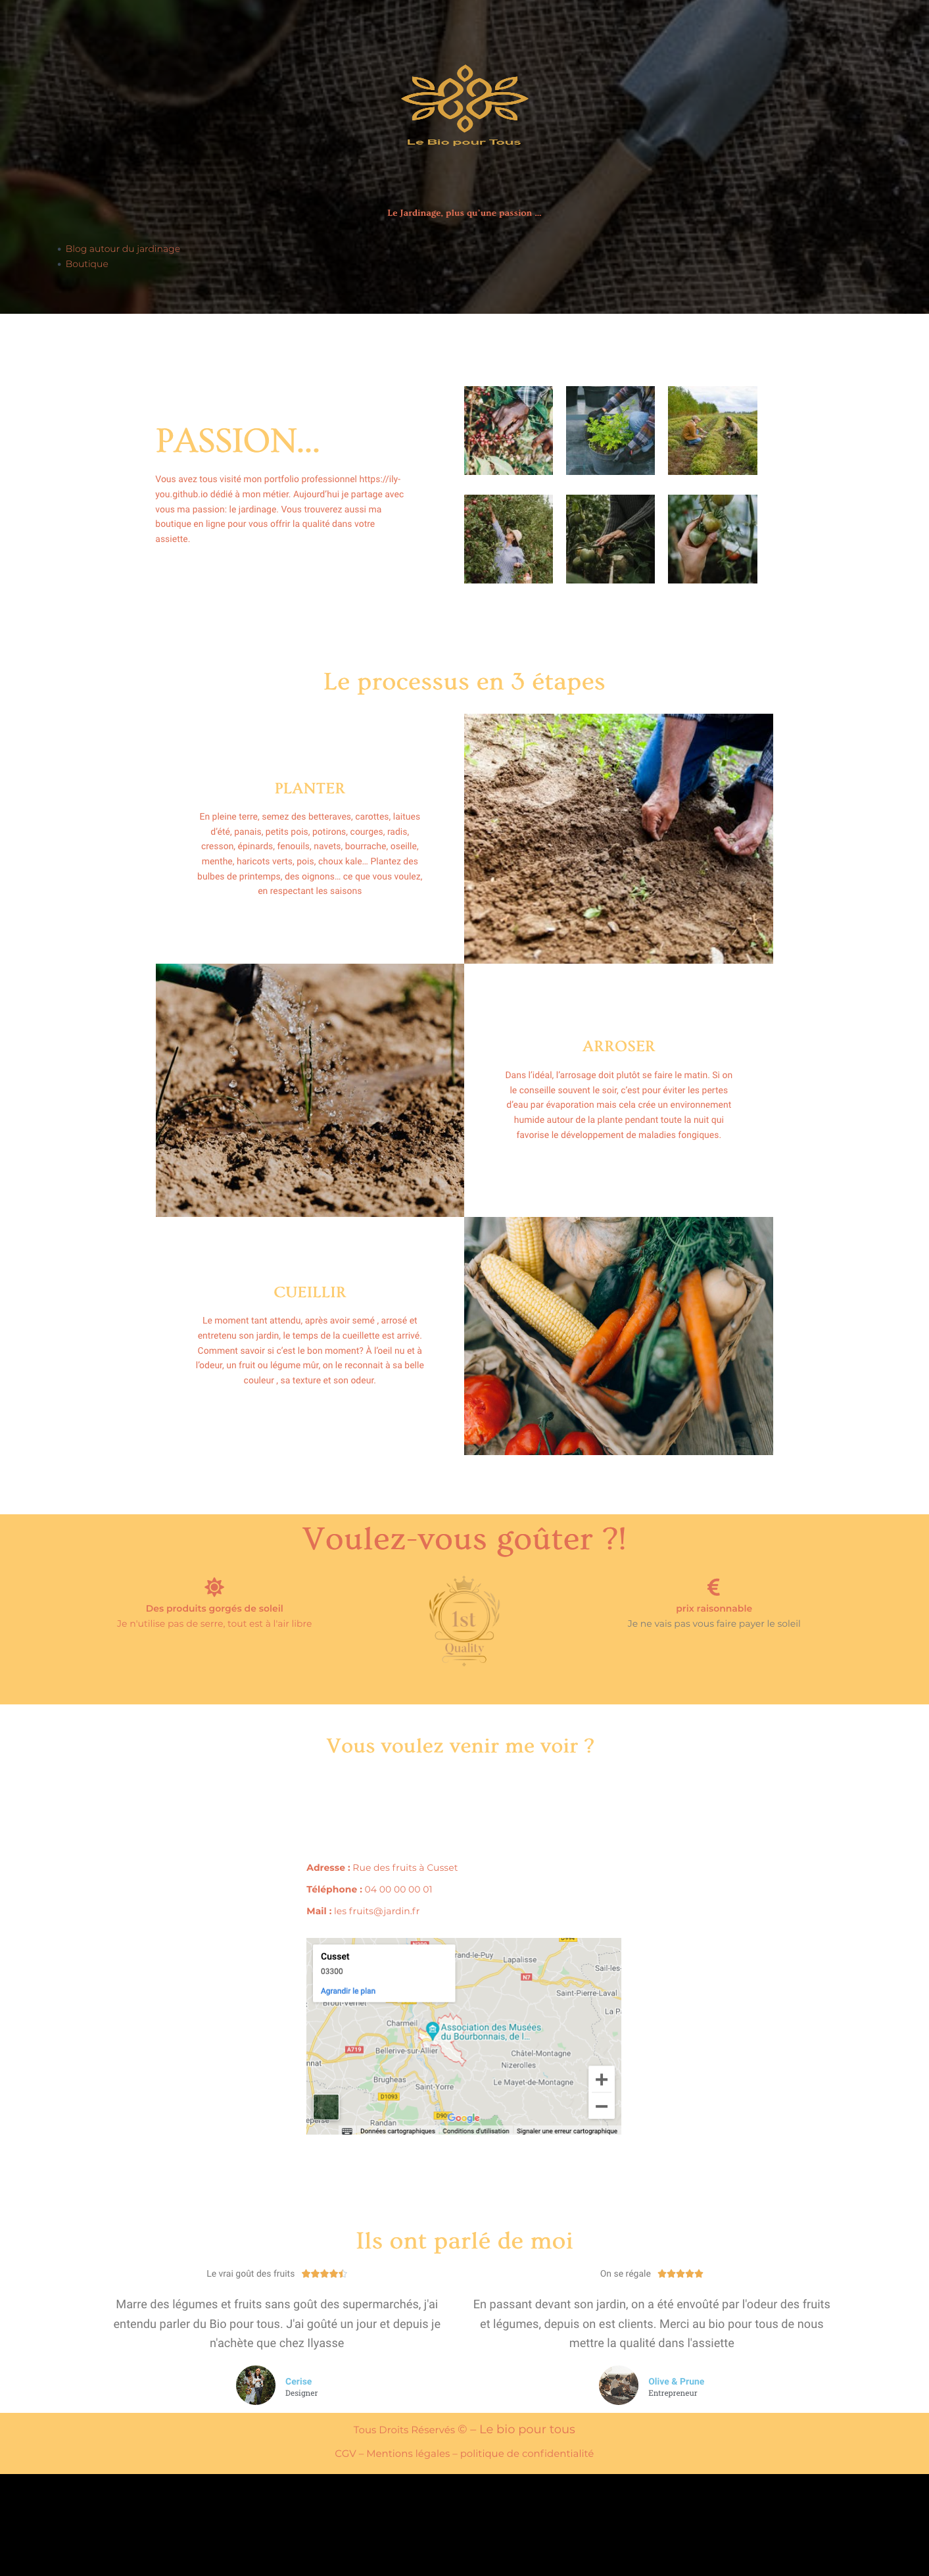 Le Bio pour Tous
Le Jardinage, plus qu'une passion ...
Blog autour du jardinage
Boutique
PASSION...
Vous avez tous visité mon portfolio professionnel https://ily-
you.github.io dédié à mon métier. Aujourd'hui je partage avec
vous ma passion: le jardinage. Vous trouverez aussi ma
boutique en ligne pour vous offrir la qualité dans votre
assiette.
Le processus en 3 étapes
PLANTER
En pleine terre, semez des betteraves, carottes, laitues
d'été, panais, petits pois, potirons, courges, radis,
cresson, épinards, fenouils, navets, bourrache, oseille,
menthe, haricots verts, pois, choux kale… Plantez des
bulbes de printemps, des oignons… ce que vous voulez,
en respectant les saisons
ARROSER
Dans l'idéal, l'arrosage doit plutôt se faire le matin. Si on
le conseille souvent le soir, c'est pour éviter les pertes
d'eau par évaporation mais cela crée un environnement
humide autour de la plante pendant toute la nuit qui
favorise le développement de maladies fongiques.
CUEILLIR
Le moment tant attendu, après avoir semé , arrosé et
entretenu son jardin, le temps de la cueillette est arrivé.
Comment savoir si c'est le bon moment? À l'oeil nu et à
l'odeur, un fruit ou légume mûr, on le reconnait à sa belle
couleur , sa texture et son odeur.
Voulez-vous goûter ?!
Des produits gorgés de soleil
Je n'utilise pas de serre, tout est à l'air libre
1st
Quality
prix raisonnable
Je ne vais pas vous faire payer le soleil
Vous voulez venir me voir ?
Adresse : Rue des fruits à Cusset
Téléphone : 04 00 00 00 01
Mail : les fruits@jardin.fr
Cusset
03300
Agrandir le plan
rand-le-Puy
Lapalisse
Sail-les-
N7
Saint-Pierre-Laval
Brout-Vernet
La P
Charmeil
Association des Musées
du Bourbonnais, de l...
A719
Bellerive-sur-Allier
Châtel-Montagne
nnat
Nizerolles
Brugheas
Saint-Yorre
Le Mayet-de-Montagne
D1093
Google
Randan
Données cartographiques
Conditions d'utilisation
Signaler une erreur cartographique
Ils ont parlé de moi
Le vrai goût des fruits
Marre des légumes et fruits sans goût des supermarchés, j'ai
entendu parler du Bio pour tous. J'ai goûté un jour et depuis je
n'achète que chez Ilyasse
Cerise
Designer
On se régale
En passant devant son jardin, on a été envoûté par l'odeur des fruits
et légumes, depuis on est clients. Merci au bio pour tous de nous
mettre la qualité dans l'assiette
Olive & Prune
Entrepreneur
Tous Droits Réservés © – Le bio pour tous
CGV – Mentions légales – politique de confidentialité